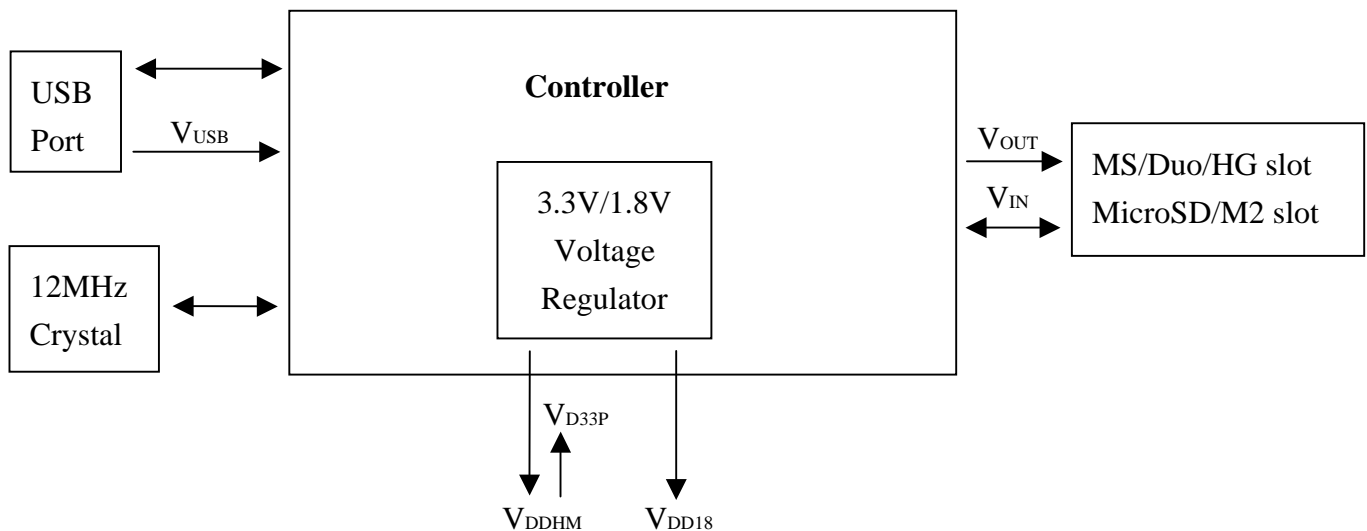 Controller
USB
Port
VUSB
12MHz
Crystal
3.3V/1.8V
Voltage
Regulator
VOUT
VIN
MS/Duo/HG slot
MicroSD/M2 slot
VD33P
VDDHM
VDD18